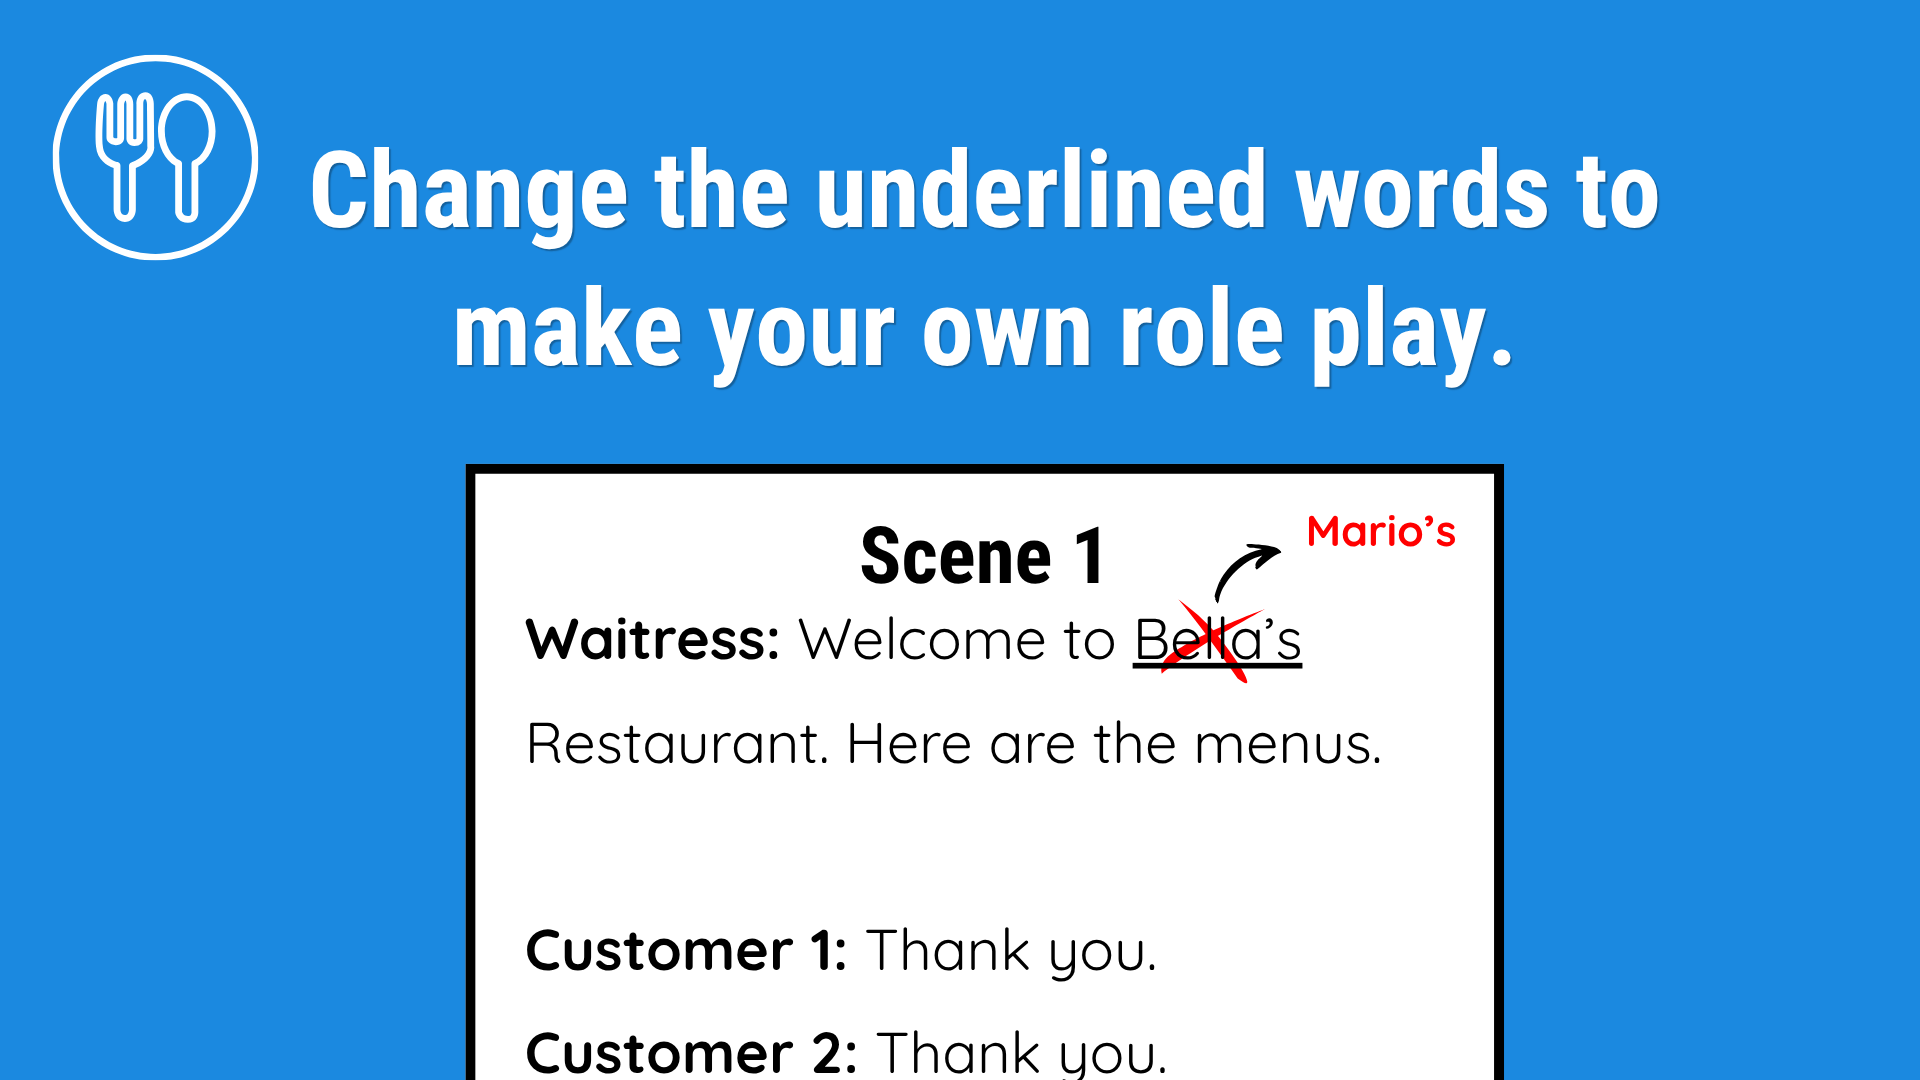 Change the underlined words to
make your own role play.
Scene 1
Mario's
Waitress: Welcome to Bella's
Restaurant. Here are the menus.
Customer 1: Thank you.
Customer 2: Thank you.